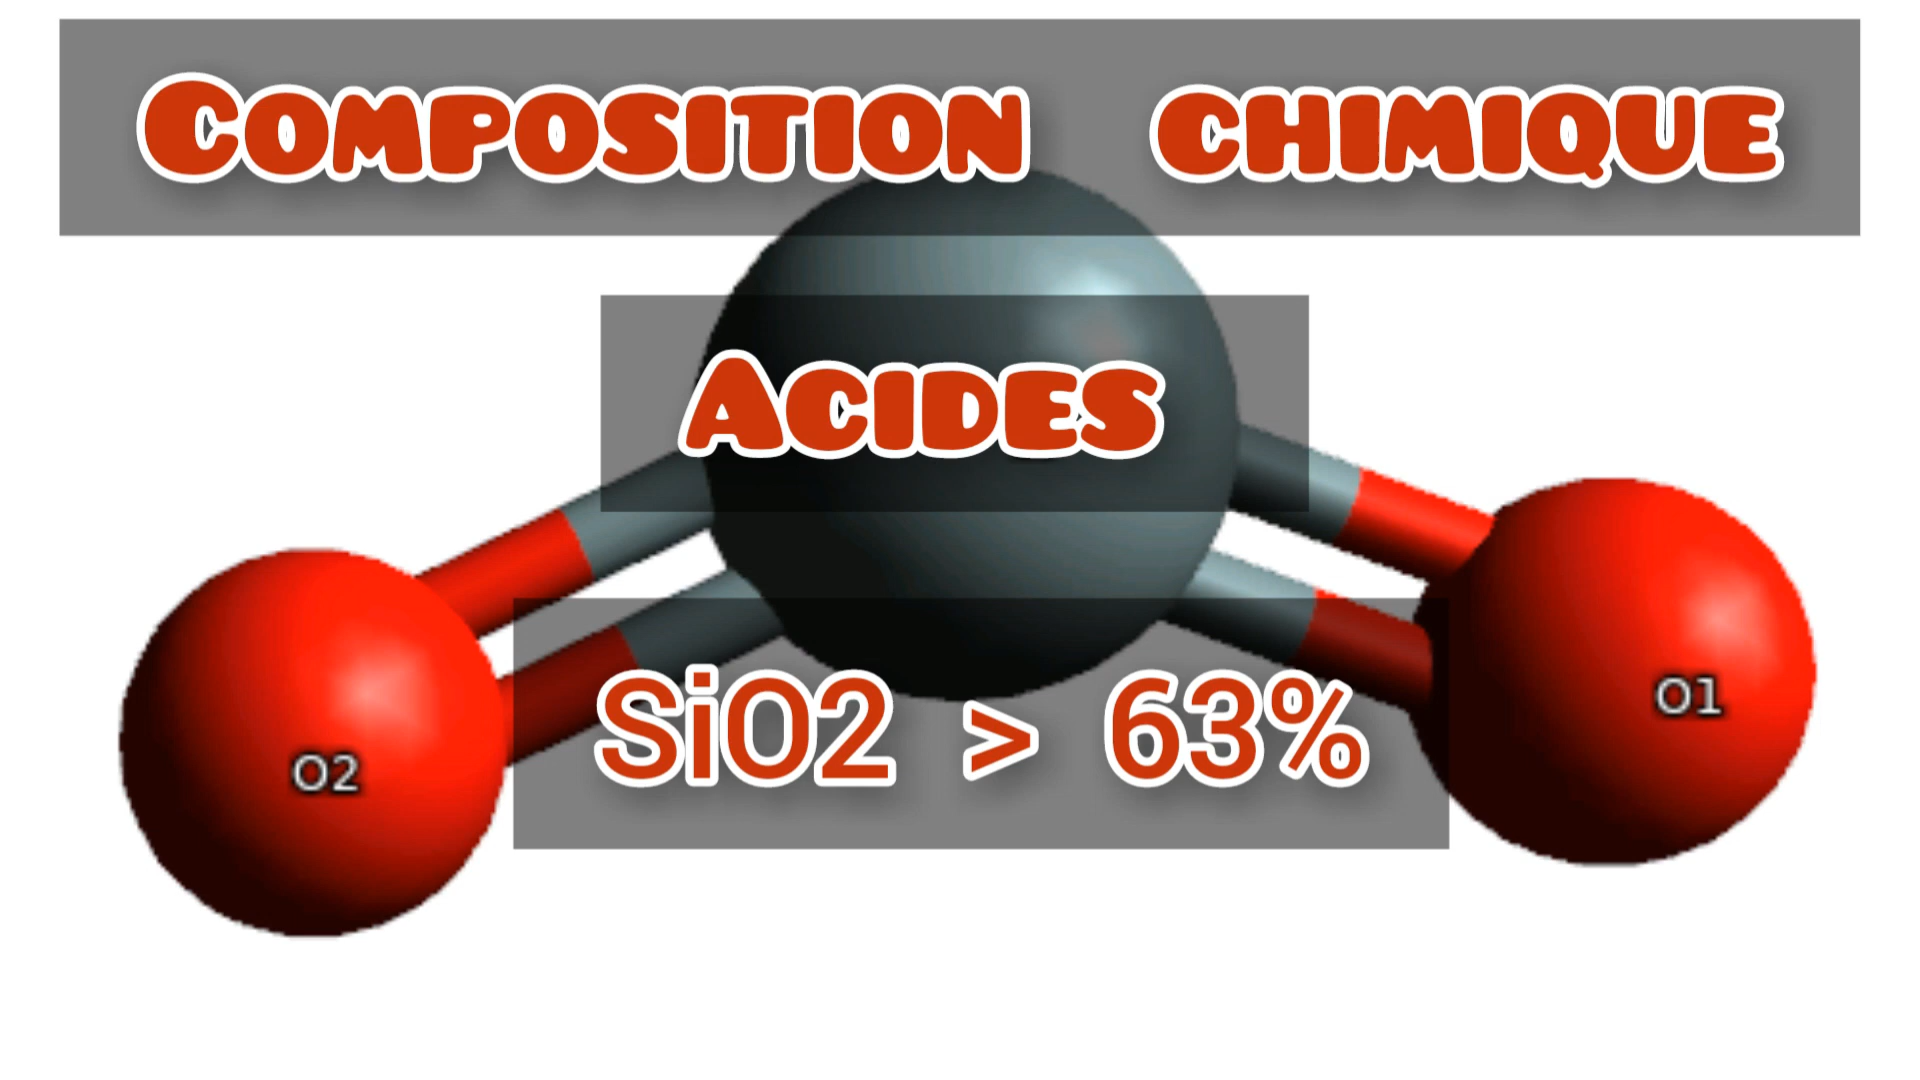 Composition chimique
Acides
SiO2 > 63%
O2
O1